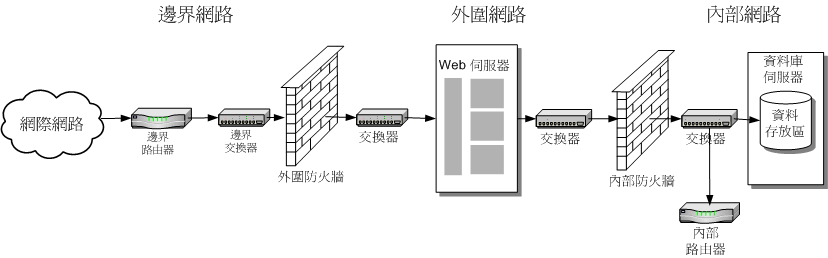 邊界網路
外圍網路
內部網路
網際網路
邊界
路由器
邊界
交換器
外圍防火牆
交換器
Web 伺服器
交換器
內部防火牆
交換器
內部
路由器
資料庫
伺服器
資料
存放區